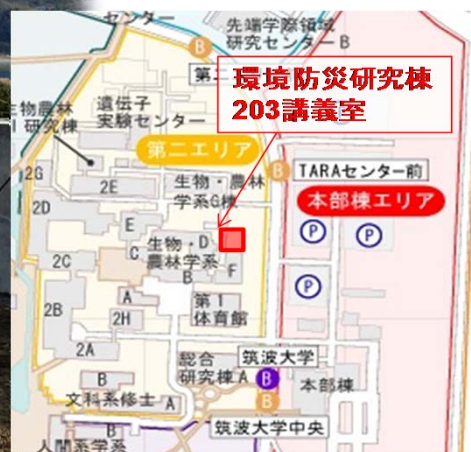 センター
先端学際領域
研究センターB
B
第二
環境防災研究棟
203講義室
生物農林
研究棟
遺伝子
実験センター
第二エリア
B
TARAセンター前
本部棟エリア
2G
2E
生物・農林
学系G棟
2D
E
生物・
農林学系
D
P
P
2C
C
B
F
P
2B
A
2H
第1
体育館
2A
総合
研究棟A
筑波大学
B
B
本部棟
B
文科系修士
A
筑波大学中央
B
人間系学系